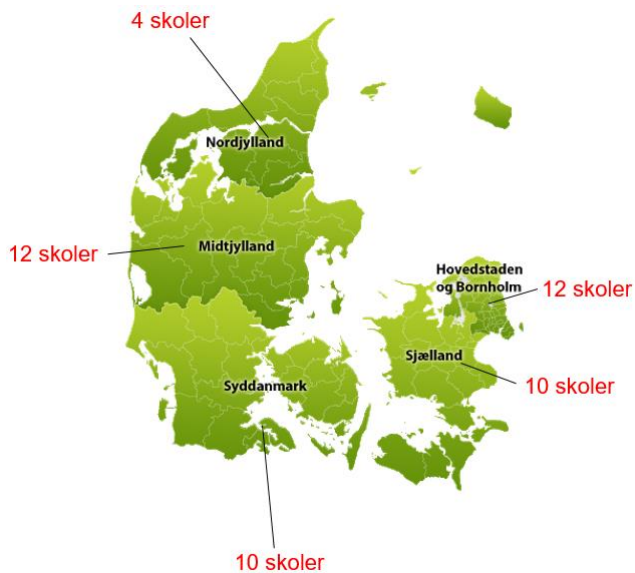 4 skoler
Nordjylland
12 skoler
Midtjylland
Hovedstaden
og Bornholm
12 skoler
Sjælland
10 skoler
Syddanmark
10 skoler